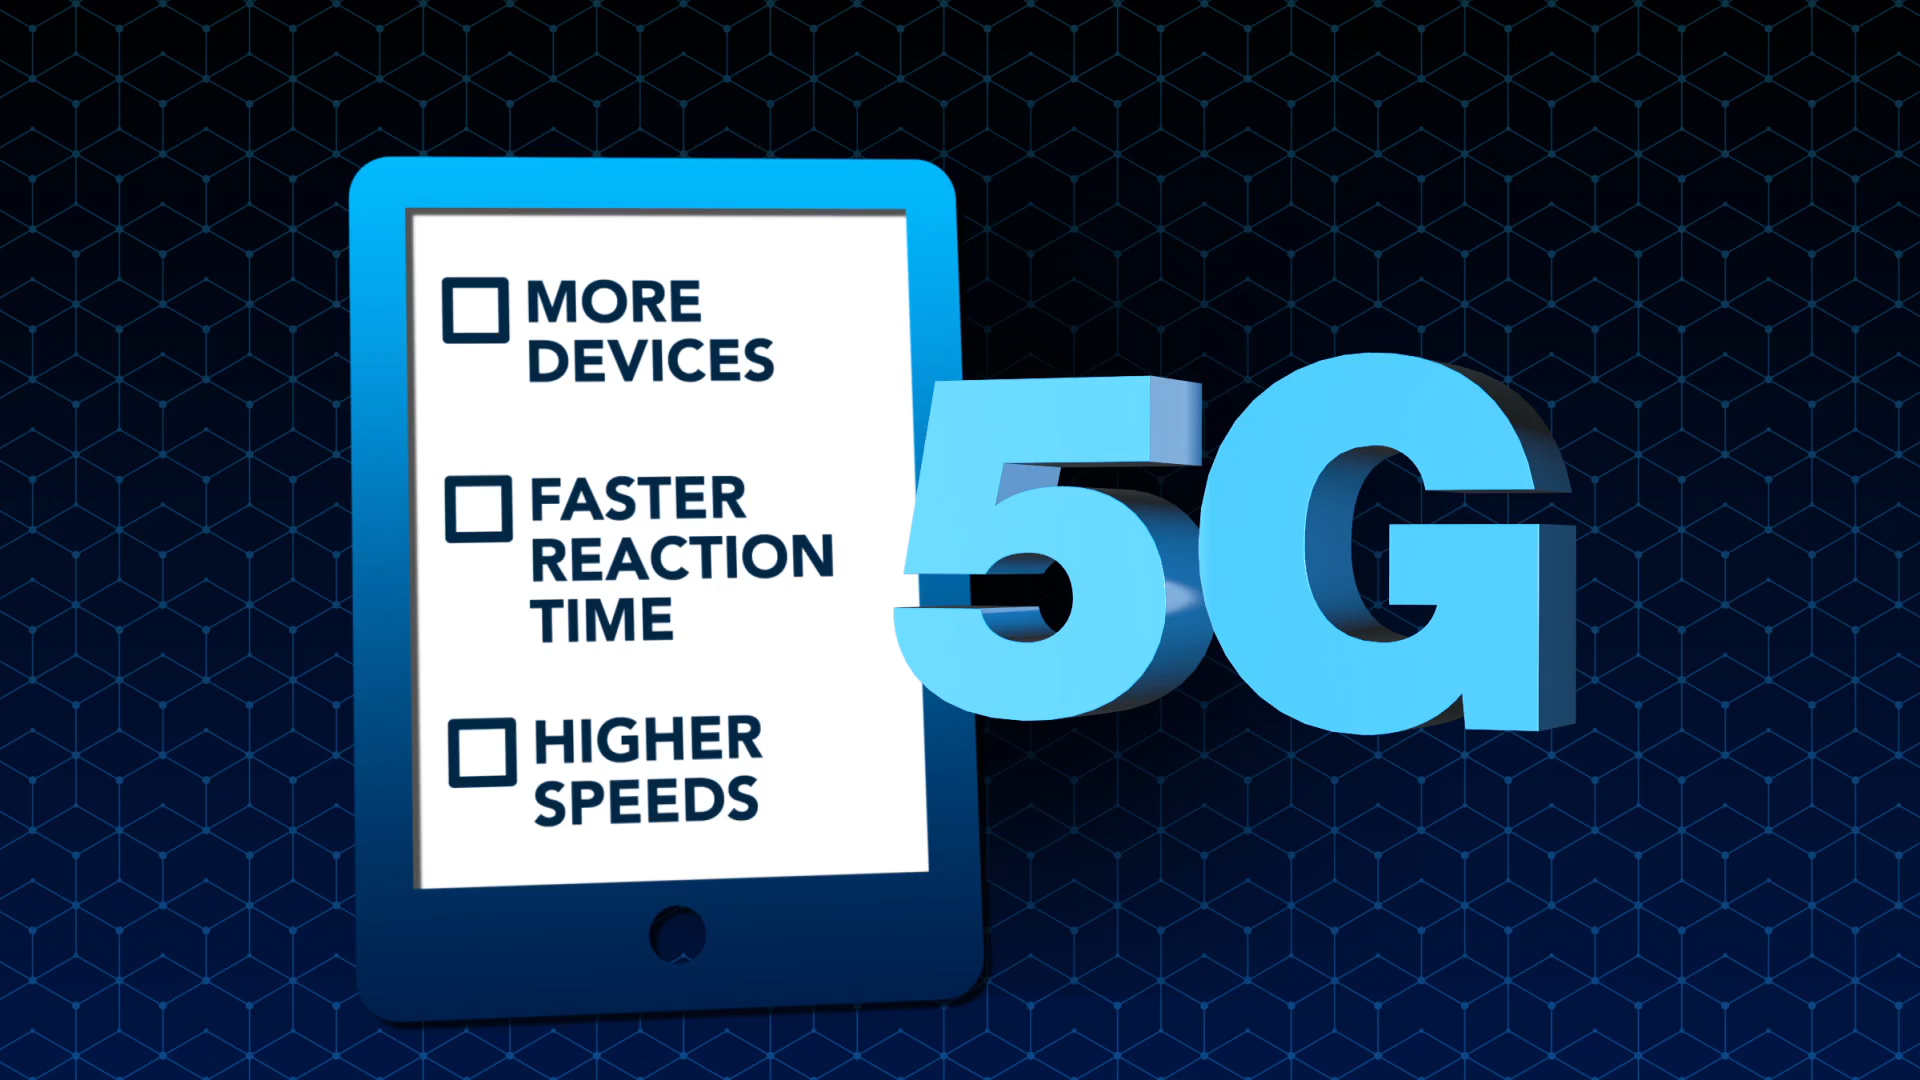 MORE
DEVICES
FASTER
REACTION
TIME
HIGHER
SPEEDS
5G